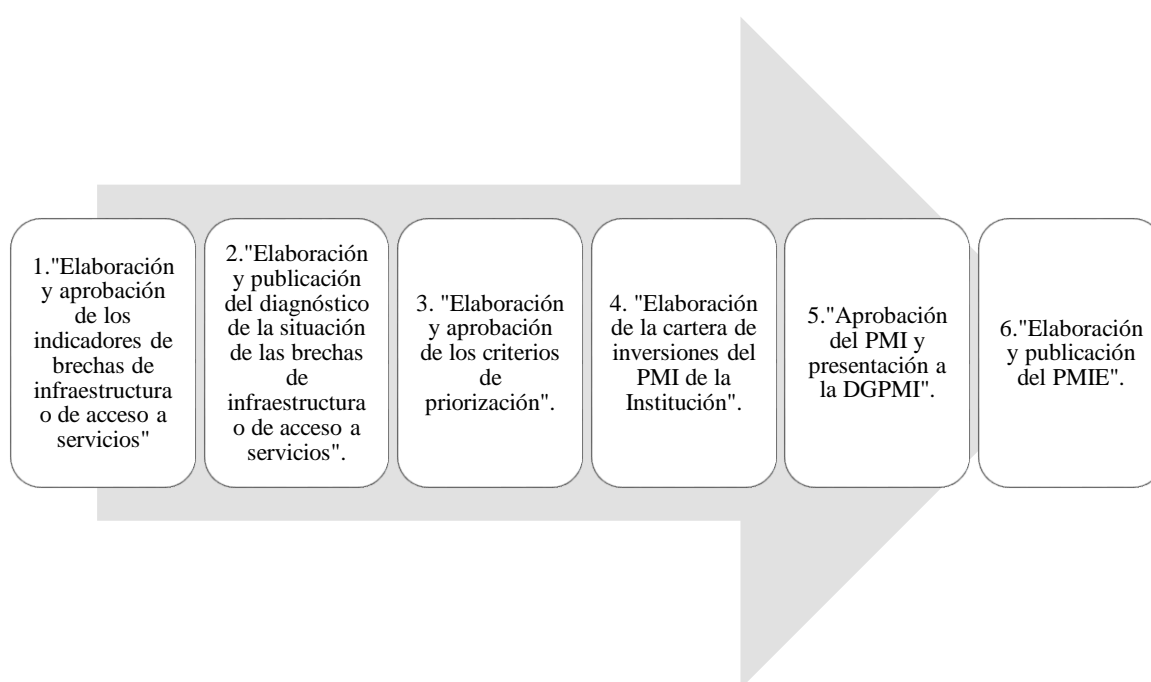 1."Elaboración
y aprobación
de los
indicadores de
brechas de
infraestructura
o de acceso a
servicios"
2."Elaboración
y publicación
del diagnóstico
de la situación
de las brechas
de
infraestructura
o de acceso a
servicios".
3. "Elaboración
y aprobación
de los criterios
de
priorización".
4. "Elaboración
de la cartera de
inversiones del
PMI de la
Institución".
5."Aprobación
del PMI y
presentación a
la DGPMI".
6."Elaboración
y publicación
del PMIE".